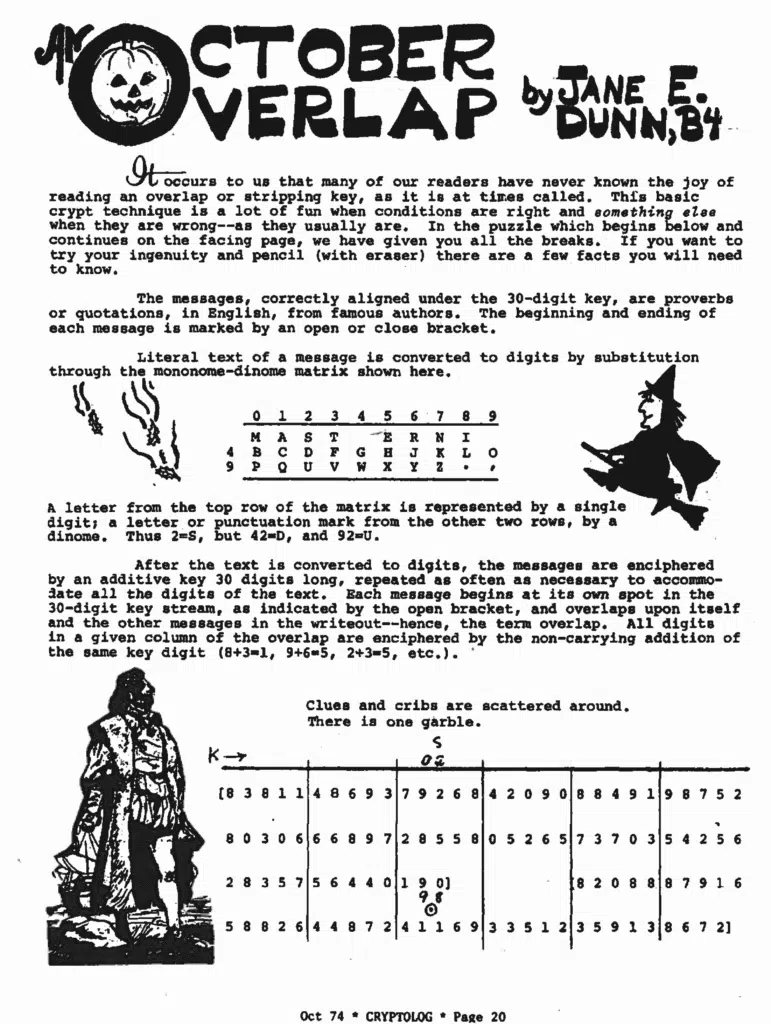 An OCTOBER
OVERLAP
by JANE E.
DUNN, B4
It occurs to us that many of our readers have never known the joy of
reading an overlap or stripping key, as it is at times called. This basic
crypt technique is a lot of fun when conditions are right and something else
when they are wrong--as they usually are. In the puzzle which begins below and
continues on the facing page, we have given you all the breaks. If you want to
try your ingenuity and pencil (with eraser) there are a few facts you will need
to know.
The messages, correctly aligned under the 30-digit key, are proverbs
or quotations, in English, from famous authors. The beginning and ending of
each message is marked by an open or close bracket.
Literal text of a message is converted to digits by substitution
through the mononome-dinome matrix shown here.
0 1 2 3 4 5 6 7 8 9
M A S T E R N I
4 B C D F G H J K L O
9 P Q U V W X Y Z . ,
A letter from the top row of the matrix is represented by a single
digit; a letter or punctuation mark from the other two rows, by a
dinome. Thus 2=S, but 42=D, and 92=U.
After the text is converted to digits, the messages are enciphered
by an additive key 30 digits long, repeated as often as necessary to accommo-
date all the digits of the text. Each message begins at its own spot in the
30-digit key stream, as indicated by the open bracket, and overlaps upon itself
and the other messages in the writeout--hence, the term overlap. All digits
in a given column of the overlap are enciphered by the non-carrying addition of
the same key digit (8+3=1, 9+6=5, 2+3=5, etc.).
Clues and cribs are scattered around.
There is one garble.
S
K → 02
[8 3 8 1 1 4 8 6 9 3 7 9 2 6 8 4 2 0 9 0 8 8 4 9 1 9 8 7 5 2
8 0 3 0 6 6 6 8 9 7 2 8 5 5 8 0 5 2 6 5 7 3 7 0 3 5 4 2 5 6
2 8 3 5 7 5 6 4 4 0 1 9 0] [8 2 0 8 8 8 7 9 1 6
9 8
5 8 8 2 6 4 4 8 7 2 4 1 1 6 9 3 3 5 1 2 3 5 9 1 3 8 6 7 2]
Oct 74 * CRYPTOLOG * Page 20